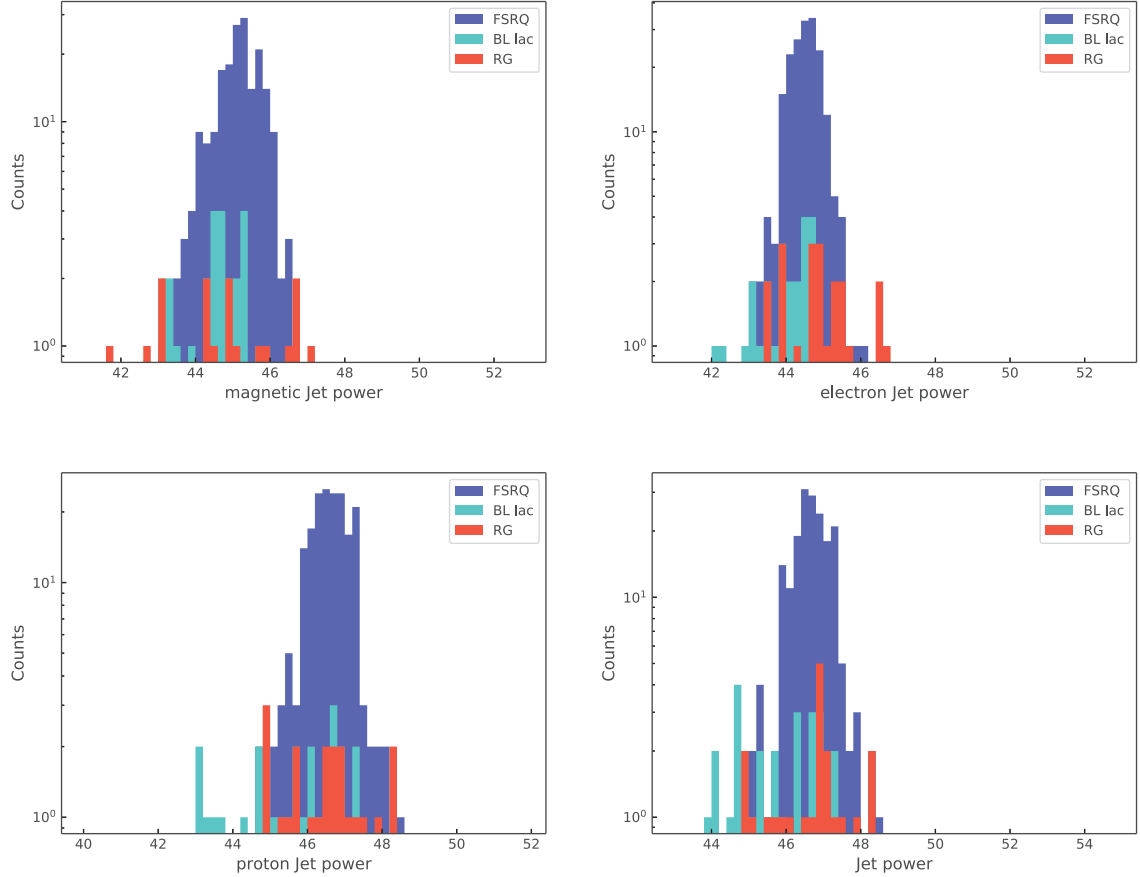 Counts
10¹
10⁰
FSRQ
BL lac
RG
42 44 46 48 50 52
magnetic Jet power
Counts
10¹
10⁰
FSRQ
BL lac
RG
42 44 46 48 50 52
electron Jet power
Counts
10¹
10⁰
FSRQ
BL lac
RG
40 42 44 46 48 50 52
proton Jet power
Counts
10¹
10⁰
FSRQ
BL lac
RG
44 46 48 50 52 54
Jet power